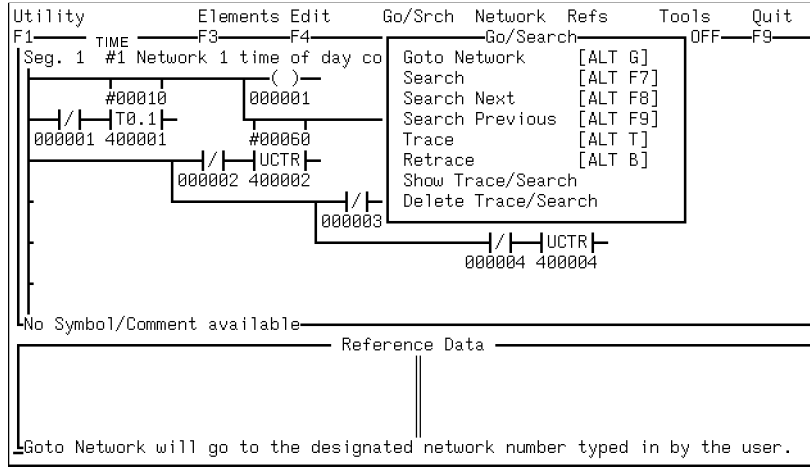 Utility Elements Edit Go/Srch Network Refs Tools Quit
F1 TIME F3 F4 Go/Search OFF F9
Seg. 1 #1 Network 1 time of day co
Goto Network [ALT G]
Search [ALT F7]
Search Next [ALT F8]
Search Previous [ALT F9]
Trace [ALT T]
Retrace [ALT B]
Show Trace/Search
Delete Trace/Search
( )
#00010 000001
/ T0.1
000001 400001 #00060
/ UCTR
000002 400002
/
000003
/ UCTR
000004 400004
No Symbol/Comment available
Reference Data
Goto Network will go to the designated network number typed in by the user.